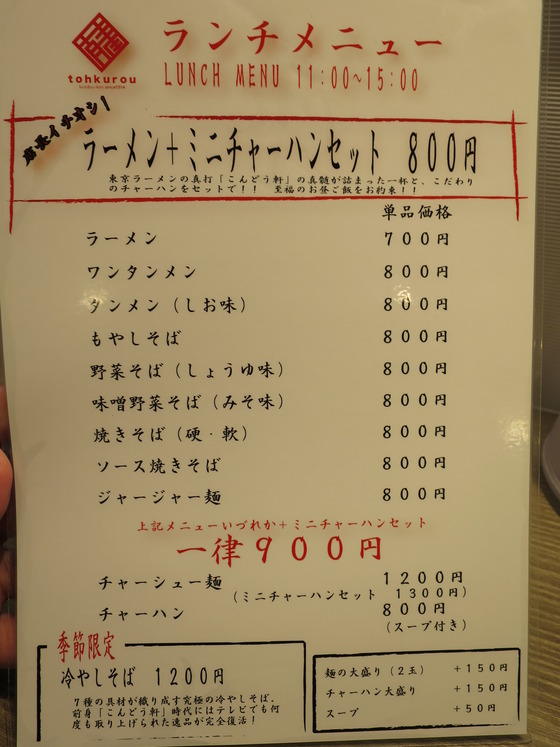 tohkurou
ランチメニュー
LUNCH MENU 11:00~15:00
店長イチオシ!
ラーメン+ミニチャーハンセット 800円
東京ラーメンの真打「こんどう軒」の真髄が詰まった一杯と、こだわり
のチャーハンをセットで!! 至福のお昼ご飯をお約束!!
単品価格
ラーメン 700円
ワンタンメン 800円
タンメン(しお味) 800円
もやしそば 800円
野菜そば(しょうゆ味) 800円
味噌野菜そば(みそ味) 800円
焼きそば(硬・軟) 800円
ソース焼きそば 800円
ジャージャー麺 800円
上記メニューいづれか+ミニチャーハンセット
一律900円
チャーシュー麺 1200円
(ミニチャーハンセット 1300円)
チャーハン 800円
(スープ付き)
季節限定
冷やしそば 1200円
7種の具材が織り成す究極の冷やしそば。
前身「こんどう軒」時代にはテレビでも何
度も取り上げられた逸品が完全復活!
麺の大盛り(2玉) +150円
チャーハン大盛り +150円
スープ +50円